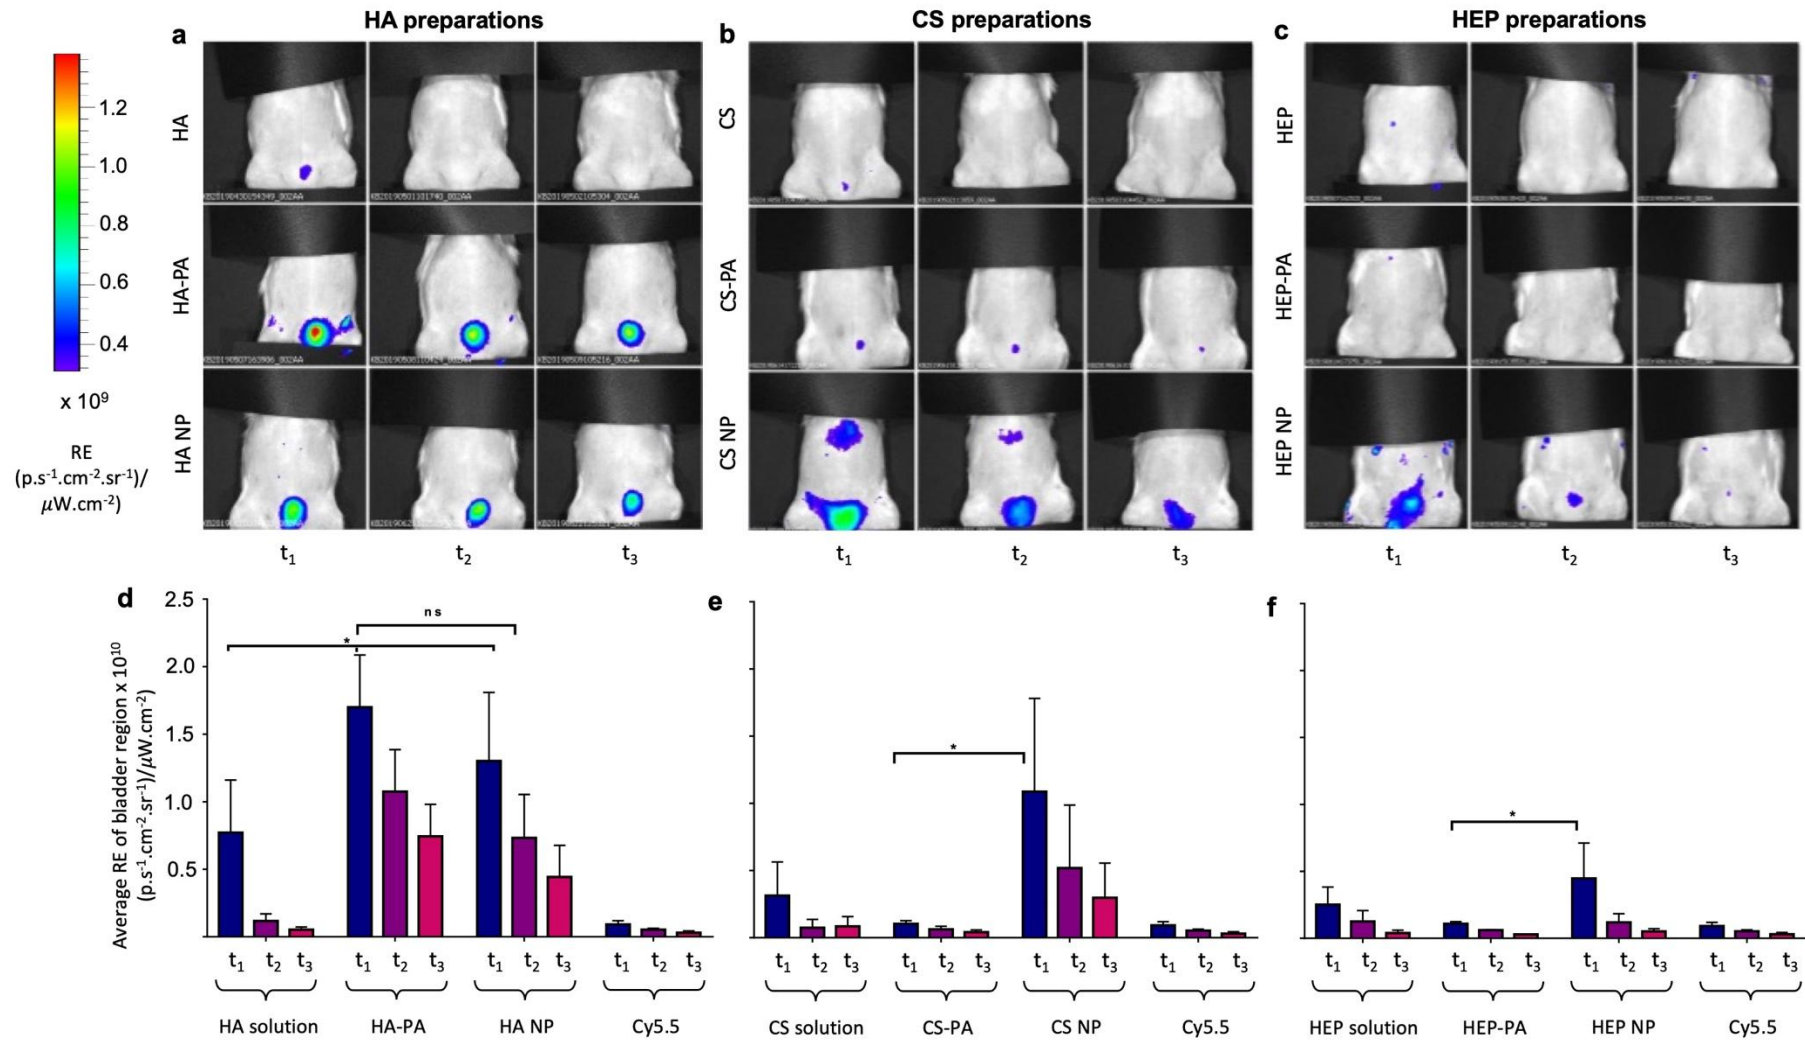 HA preparations
CS preparations
HEP preparations
a
b
c
1.2
1.0
0.8
0.6
0.4
x 10⁹
RE
(p.s⁻¹.cm⁻².sr⁻¹)/
µW.cm⁻²)
HA
HA-PA
HA NP
CS
CS-PA
CS NP
HEP
HEP-PA
HEP NP
t₁ t₂ t₃
t₁ t₂ t₃
t₁ t₂ t₃
d
2.5
2.0
1.5
1.0
0.5
Average RE of bladder region x 10¹⁰
(p.s⁻¹.cm⁻².sr⁻¹)/µW.cm⁻²)
ns
*
t₁ t₂ t₃ t₁ t₂ t₃ t₁ t₂ t₃ t₁ t₂ t₃
HA solution HA-PA HA NP Cy5.5
e
*
t₁ t₂ t₃ t₁ t₂ t₃ t₁ t₂ t₃ t₁ t₂ t₃
CS solution CS-PA CS NP Cy5.5
f
*
t₁ t₂ t₃ t₁ t₂ t₃ t₁ t₂ t₃ t₁ t₂ t₃
HEP solution HEP-PA HEP NP Cy5.5